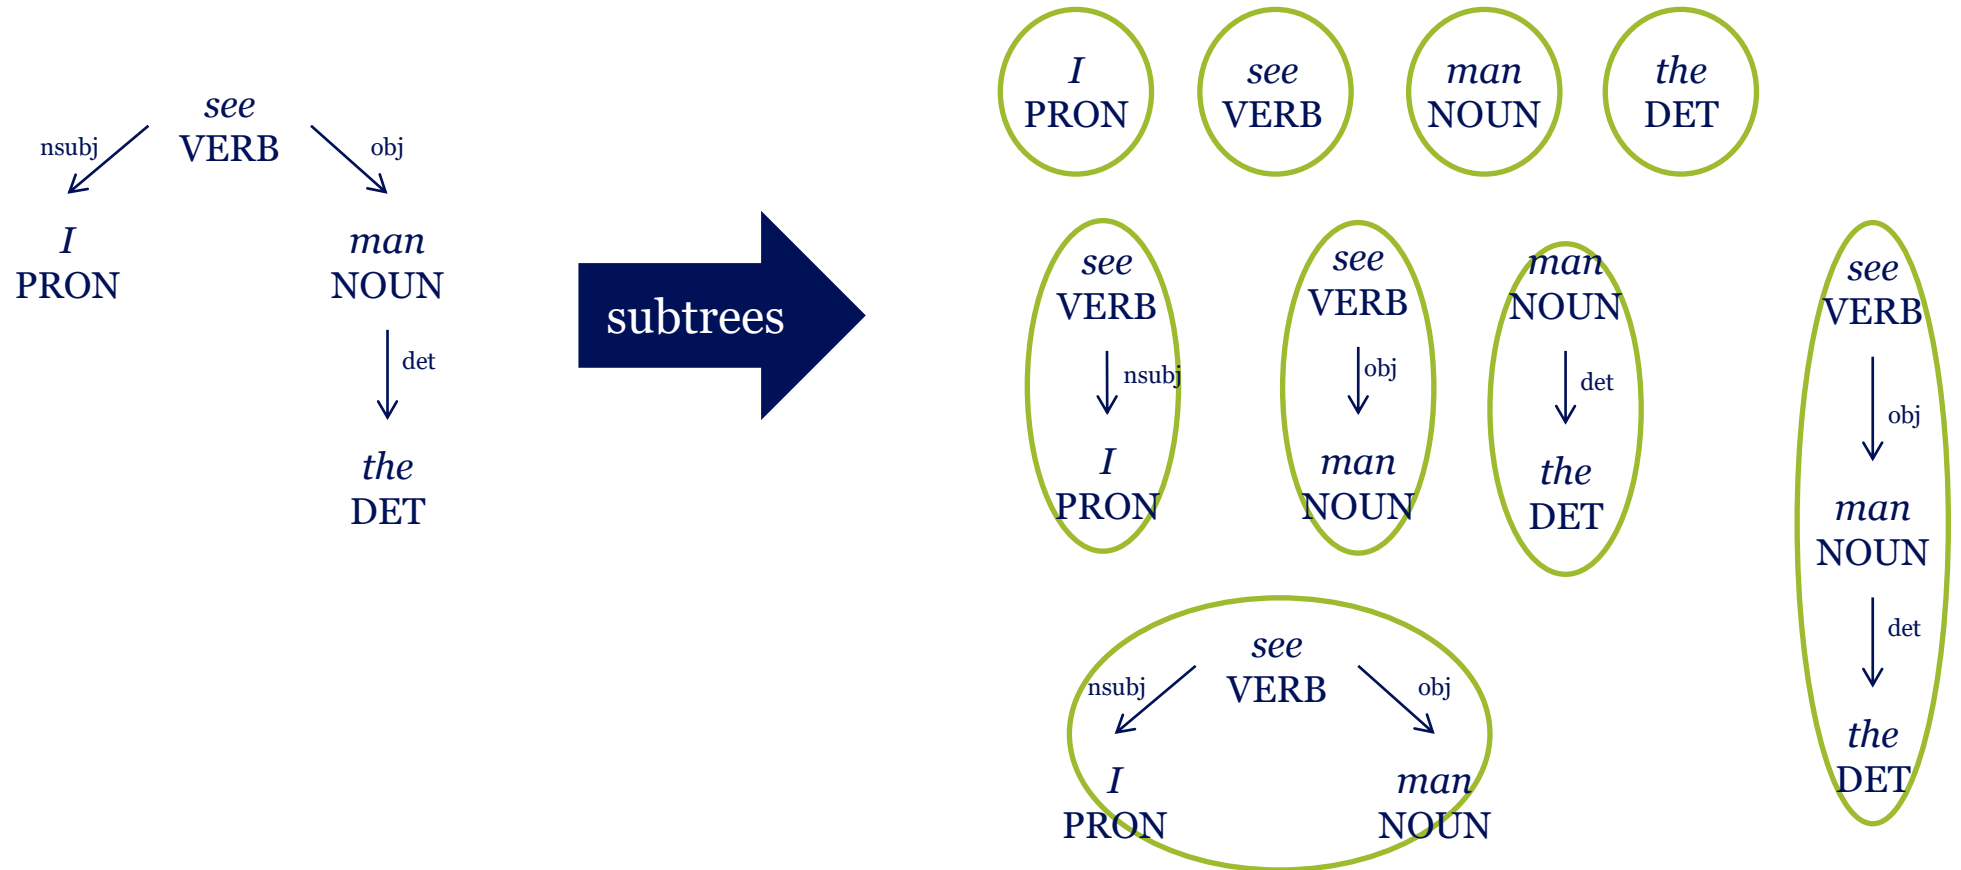 see
VERB
nsubj
obj
I
PRON
man
NOUN
det
the
DET
subtrees
I
PRON
see
VERB
man
NOUN
the
DET
see
VERB
nsubj
I
PRON
see
VERB
obj
man
NOUN
man
NOUN
det
the
DET
see
VERB
obj
man
NOUN
det
the
DET
see
VERB
nsubj
obj
I
PRON
man
NOUN